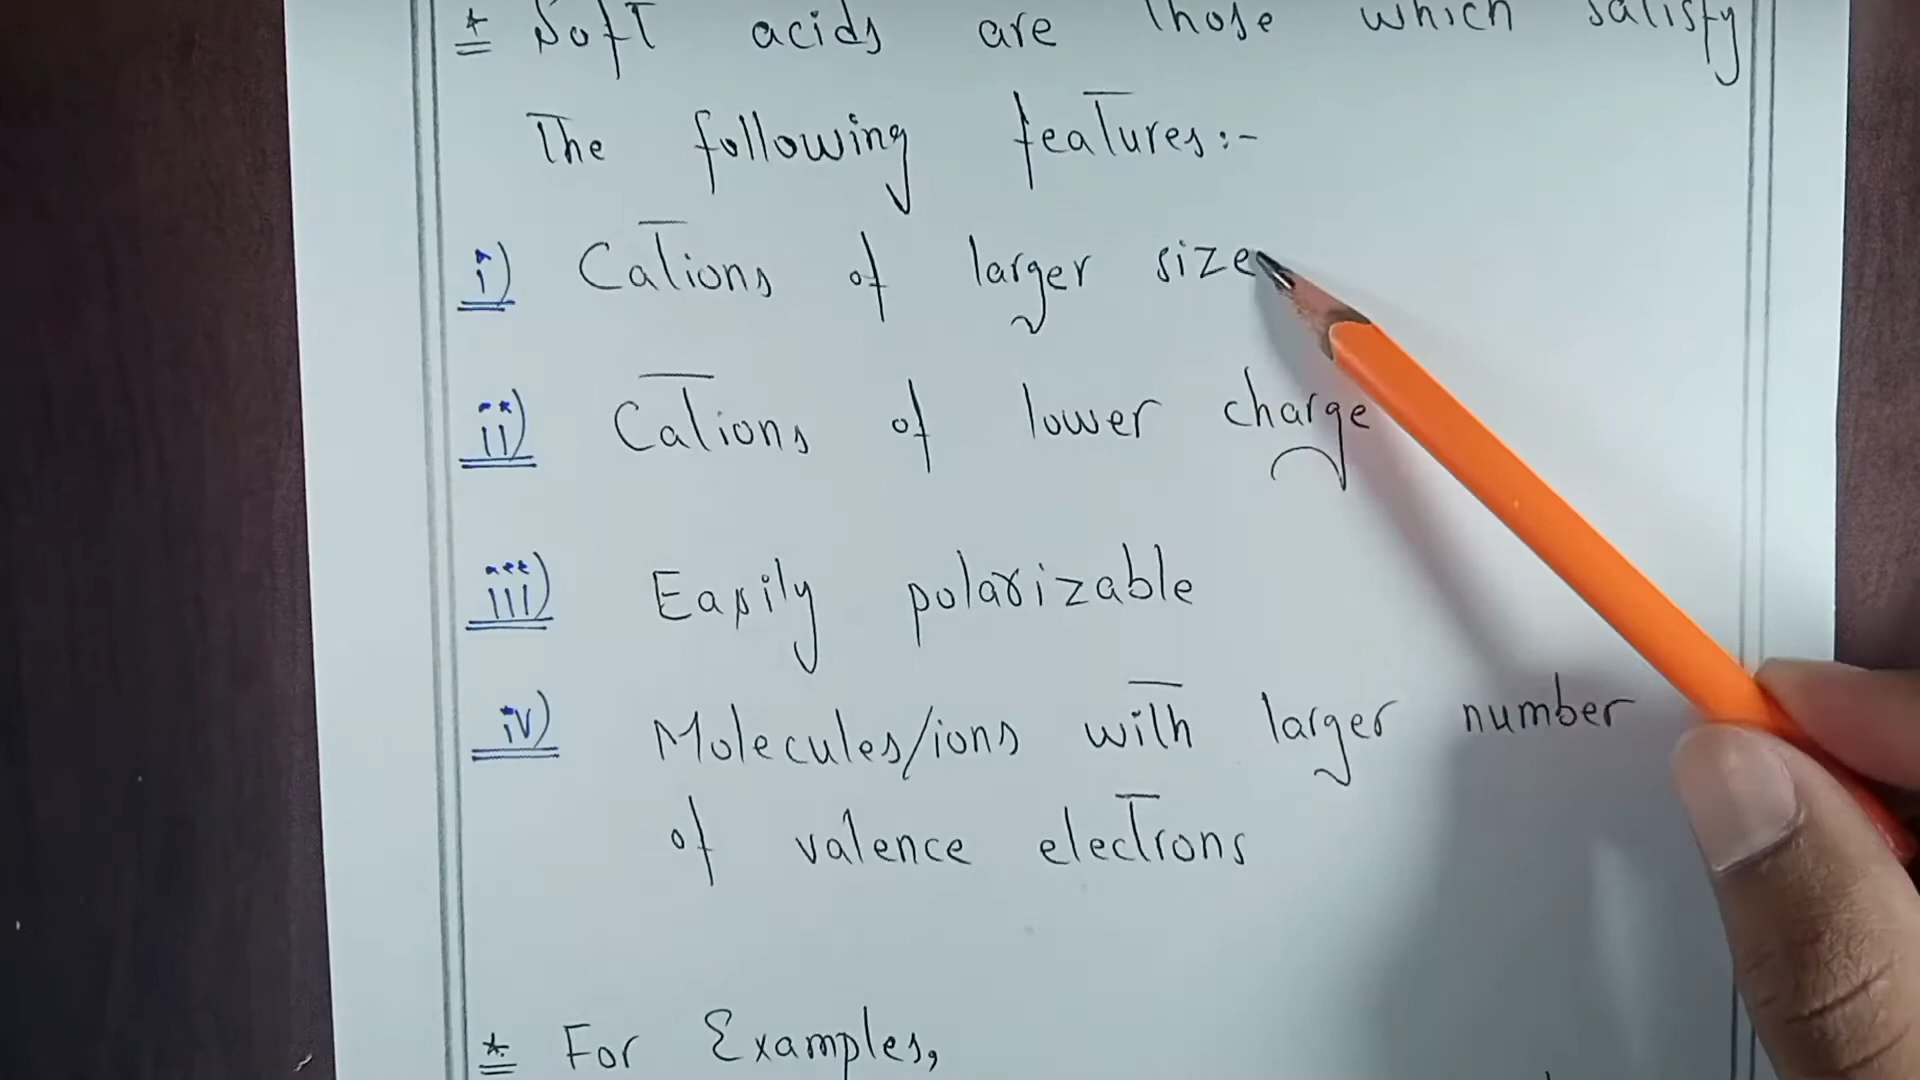 * Soft acids are those which satisfy
The following features:-
i) Cations of larger size
ii) Cations of lower charge
iii) Easily polarizable
iv) Molecules/ions with larger number
of valence electrons
* For Examples,